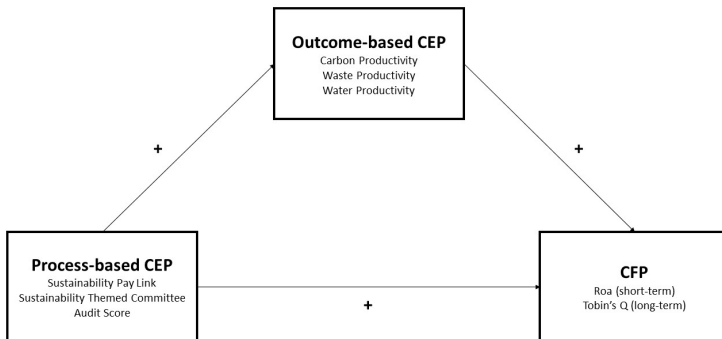 Outcome-based CEP
Carbon Productivity
Waste Productivity
Water Productivity
+
+
Process-based CEP
Sustainability Pay Link
Sustainability Themed Committee
Audit Score
+
CFP
Roa (short-term)
Tobin's Q (long-term)